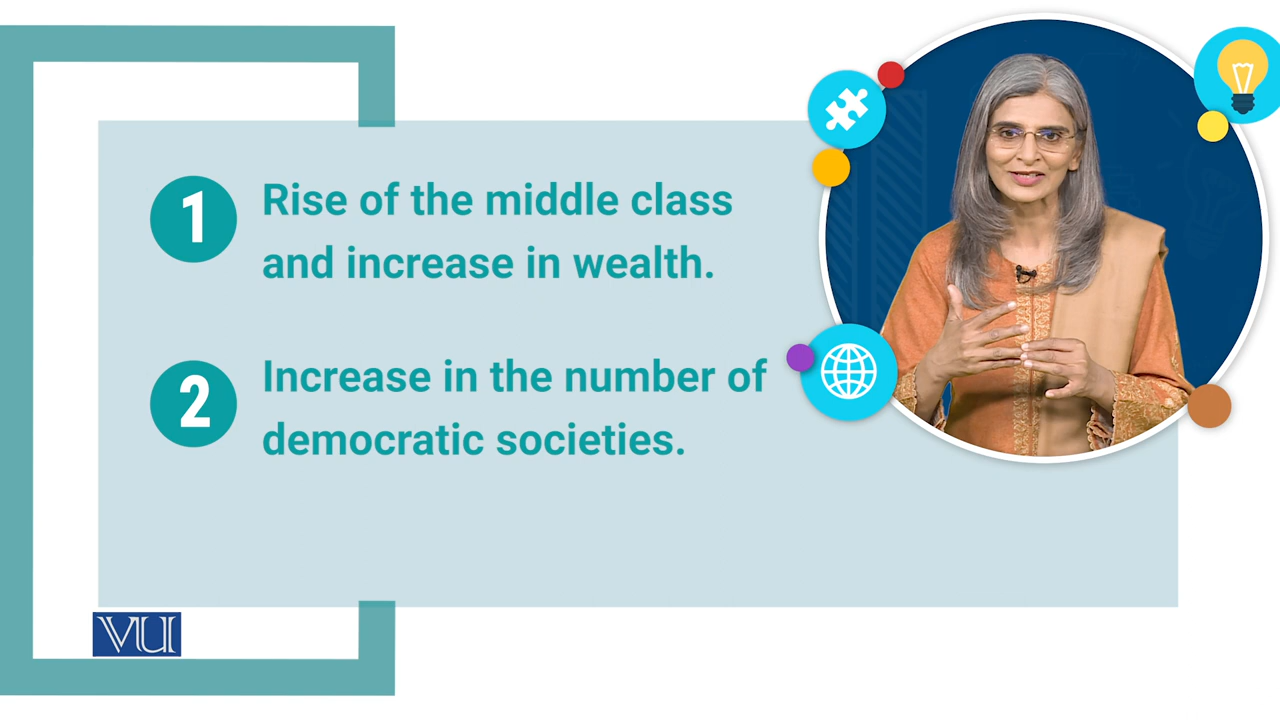 1
Rise of the middle class
and increase in wealth.
2
Increase in the number of
democratic societies.
VU